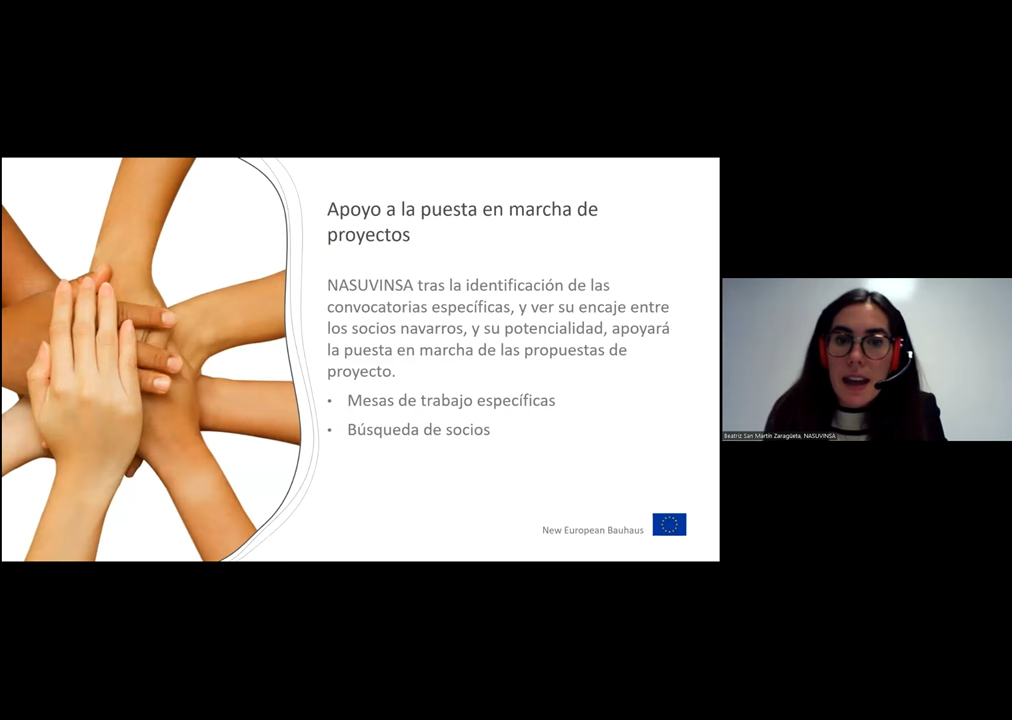 Apoyo a la puesta en marcha de
proyectos
NASUVINSA tras la identificación de las
convocatorias específicas, y ver su encaje entre
los socios navarros, y su potencialidad, apoyará
la puesta en marcha de las propuestas de
proyecto.
• Mesas de trabajo específicas
• Búsqueda de socios
New European Bauhaus
Beatriz San Martín Zaragüeta, NASUVINSA